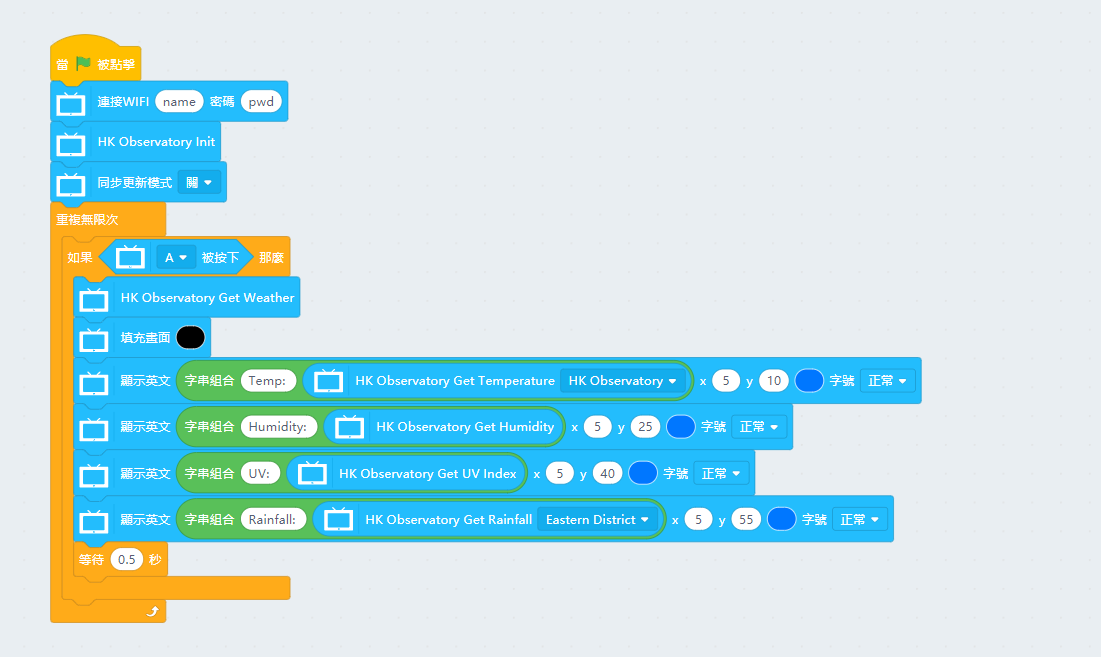 當 被點擊
連接WIFI name 密碼 pwd
HK Observatory Init
同步更新模式 關
重複無限次
如果 A 被按下 那麼
HK Observatory Get Weather
填充畫面
顯示英文 字串組合 Temp: HK Observatory Get Temperature HK Observatory x 5 y 10 字號 正常
顯示英文 字串組合 Humidity: HK Observatory Get Humidity x 5 y 25 字號 正常
顯示英文 字串組合 UV: HK Observatory Get UV Index x 5 y 40 字號 正常
顯示英文 字串組合 Rainfall: HK Observatory Get Rainfall Eastern District x 5 y 55 字號 正常
等待 0.5 秒